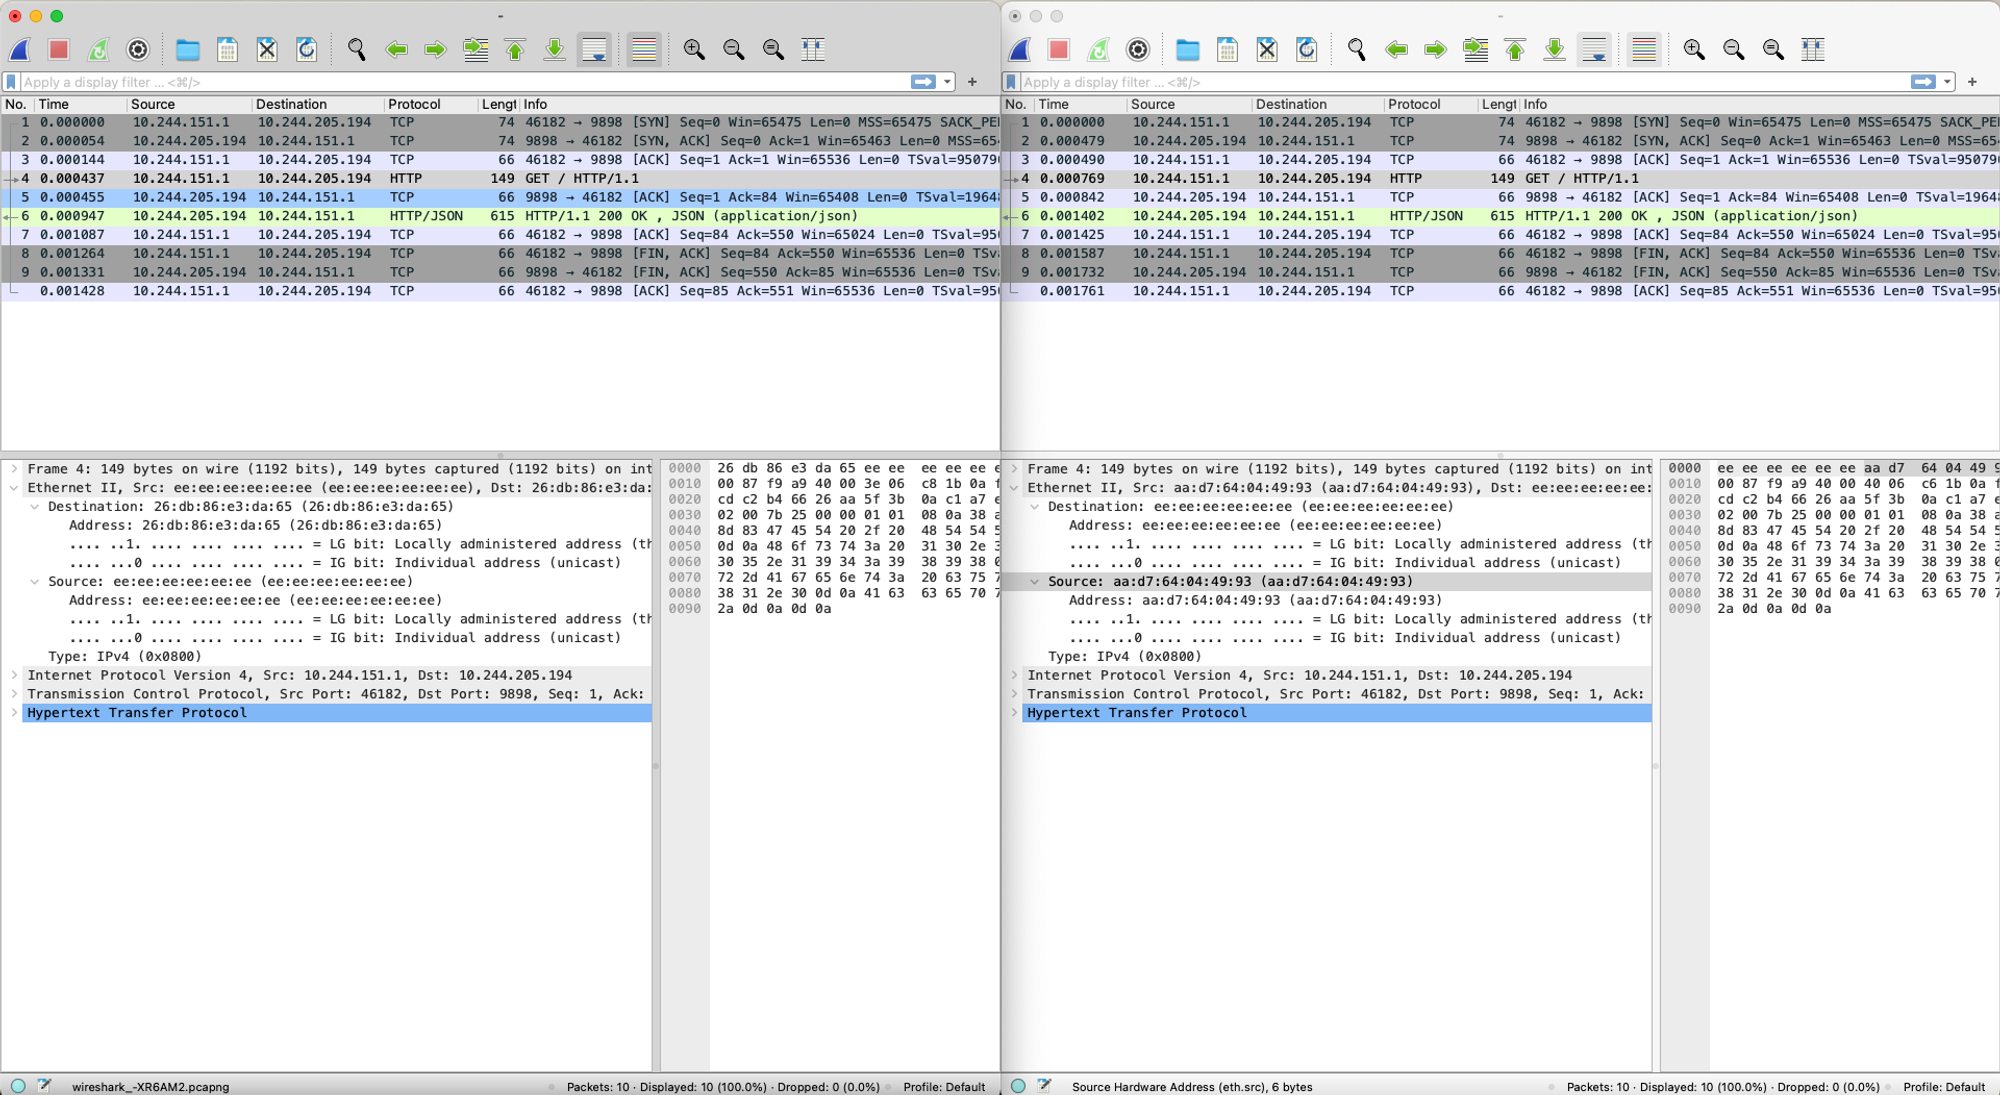 -
Apply a display filter … <⌘/>
No. Time Source Destination Protocol Lengt Info
1 0.000000 10.244.151.1 10.244.205.194 TCP 74 46182 → 9898 [SYN] Seq=0 Win=65475 Len=0 MSS=65475 SACK_PE
2 0.000054 10.244.205.194 10.244.151.1 TCP 74 9898 → 46182 [SYN, ACK] Seq=0 Ack=1 Win=65463 Len=0 MSS=654
3 0.000144 10.244.151.1 10.244.205.194 TCP 66 46182 → 9898 [ACK] Seq=1 Ack=1 Win=65536 Len=0 TSval=95079
4 0.000437 10.244.151.1 10.244.205.194 HTTP 149 GET / HTTP/1.1
5 0.000455 10.244.205.194 10.244.151.1 TCP 66 9898 → 46182 [ACK] Seq=1 Ack=84 Win=65408 Len=0 TSval=1964
6 0.000947 10.244.205.194 10.244.151.1 HTTP/JSON 615 HTTP/1.1 200 OK , JSON (application/json)
7 0.001087 10.244.151.1 10.244.205.194 TCP 66 46182 → 9898 [ACK] Seq=84 Ack=550 Win=65024 Len=0 TSval=95
8 0.001264 10.244.151.1 10.244.205.194 TCP 66 46182 → 9898 [FIN, ACK] Seq=84 Ack=550 Win=65536 Len=0 TSv
9 0.001331 10.244.205.194 10.244.151.1 TCP 66 9898 → 46182 [FIN, ACK] Seq=550 Ack=85 Win=65536 Len=0 TSv
0.001428 10.244.151.1 10.244.205.194 TCP 66 46182 → 9898 [ACK] Seq=85 Ack=551 Win=65536 Len=0 TSval=95
Frame 4: 149 bytes on wire (1192 bits), 149 bytes captured (1192 bits) on int
Ethernet II, Src: ee:ee:ee:ee:ee:ee (ee:ee:ee:ee:ee:ee), Dst: 26:db:86:e3:da:
Destination: 26:db:86:e3:da:65 (26:db:86:e3:da:65)
Address: 26:db:86:e3:da:65 (26:db:86:e3:da:65)
.... ..1. .... .... .... .... = LG bit: Locally administered address (th
.... ...0 .... .... .... .... = IG bit: Individual address (unicast)
Source: ee:ee:ee:ee:ee:ee (ee:ee:ee:ee:ee:ee)
Address: ee:ee:ee:ee:ee:ee (ee:ee:ee:ee:ee:ee)
.... ..1. .... .... .... .... = LG bit: Locally administered address (th
.... ...0 .... .... .... .... = IG bit: Individual address (unicast)
Type: IPv4 (0x0800)
Internet Protocol Version 4, Src: 10.244.151.1, Dst: 10.244.205.194
Transmission Control Protocol, Src Port: 46182, Dst Port: 9898, Seq: 1, Ack:
Hypertext Transfer Protocol
0000 26 db 86 e3 da 65 ee ee ee ee ee e
0010 00 87 f9 a9 40 00 3e 06 c8 1b 0a f
0020 cd c2 b4 66 26 aa 5f 3b 0a c1 a7 e
0030 02 00 7b 25 00 00 01 01 08 0a 38 a
0040 8d 83 47 45 54 20 2f 20 48 54 54 5
0050 0d 0a 48 6f 73 74 3a 20 31 30 2e 3
0060 30 35 2e 31 39 34 3a 39 38 39 38 0
0070 72 2d 41 67 65 6e 74 3a 20 63 75 7
0080 38 31 2e 30 0d 0a 41 63 63 65 70 7
0090 2a 0d 0a 0d 0a
wireshark_-XR6AM2.pcapng
Packets: 10 · Displayed: 10 (100.0%) · Dropped: 0 (0.0%)
Profile: Default
-
Apply a display filter … <⌘/>
No. Time Source Destination Protocol Lengt Info
1 0.000000 10.244.151.1 10.244.205.194 TCP 74 46182 → 9898 [SYN] Seq=0 Win=65475 Len=0 MSS=65475 SACK_PE
2 0.000479 10.244.205.194 10.244.151.1 TCP 74 9898 → 46182 [SYN, ACK] Seq=0 Ack=1 Win=65463 Len=0 MSS=65
3 0.000490 10.244.151.1 10.244.205.194 TCP 66 46182 → 9898 [ACK] Seq=1 Ack=1 Win=65536 Len=0 TSval=95079
4 0.000769 10.244.151.1 10.244.205.194 HTTP 149 GET / HTTP/1.1
5 0.000842 10.244.205.194 10.244.151.1 TCP 66 9898 → 46182 [ACK] Seq=1 Ack=84 Win=65408 Len=0 TSval=1964
6 0.001402 10.244.205.194 10.244.151.1 HTTP/JSON 615 HTTP/1.1 200 OK , JSON (application/json)
7 0.001425 10.244.151.1 10.244.205.194 TCP 66 46182 → 9898 [ACK] Seq=84 Ack=550 Win=65024 Len=0 TSval=95
8 0.001587 10.244.151.1 10.244.205.194 TCP 66 46182 → 9898 [FIN, ACK] Seq=84 Ack=550 Win=65536 Len=0 TSv
9 0.001732 10.244.205.194 10.244.151.1 TCP 66 9898 → 46182 [FIN, ACK] Seq=550 Ack=85 Win=65536 Len=0 TSv
0.001761 10.244.151.1 10.244.205.194 TCP 66 46182 → 9898 [ACK] Seq=85 Ack=551 Win=65536 Len=0 TSval=95
Frame 4: 149 bytes on wire (1192 bits), 149 bytes captured (1192 bits) on int
Ethernet II, Src: aa:d7:64:04:49:93 (aa:d7:64:04:49:93), Dst: ee:ee:ee:ee:ee:
Destination: ee:ee:ee:ee:ee:ee (ee:ee:ee:ee:ee:ee)
Address: ee:ee:ee:ee:ee:ee (ee:ee:ee:ee:ee:ee)
.... ..1. .... .... .... .... = LG bit: Locally administered address (th
.... ...0 .... .... .... .... = IG bit: Individual address (unicast)
Source: aa:d7:64:04:49:93 (aa:d7:64:04:49:93)
Address: aa:d7:64:04:49:93 (aa:d7:64:04:49:93)
.... ..1. .... .... .... .... = LG bit: Locally administered address (th
.... ...0 .... .... .... .... = IG bit: Individual address (unicast)
Type: IPv4 (0x0800)
Internet Protocol Version 4, Src: 10.244.151.1, Dst: 10.244.205.194
Transmission Control Protocol, Src Port: 46182, Dst Port: 9898, Seq: 1, Ack:
Hypertext Transfer Protocol
0000 ee ee ee ee ee ee aa d7 64 04 49 9
0010 00 87 f9 a9 40 00 40 06 c6 1b 0a f
0020 cd c2 b4 66 26 aa 5f 3b 0a c1 a7 e
0030 02 00 7b 25 00 00 01 01 08 0a 38 a
0040 8d 83 47 45 54 20 2f 20 48 54 54 5
0050 0d 0a 48 6f 73 74 3a 20 31 30 2e 3
0060 30 35 2e 31 39 34 3a 39 38 39 38 0
0070 72 2d 41 67 65 6e 74 3a 20 63 75 7
0080 38 31 2e 30 0d 0a 41 63 63 65 70 7
0090 2a 0d 0a 0d 0a
Source Hardware Address (eth.src), 6 bytes
Packets: 10 · Displayed: 10 (100.0%) · Dropped: 0 (0.0%)
Profile: Default